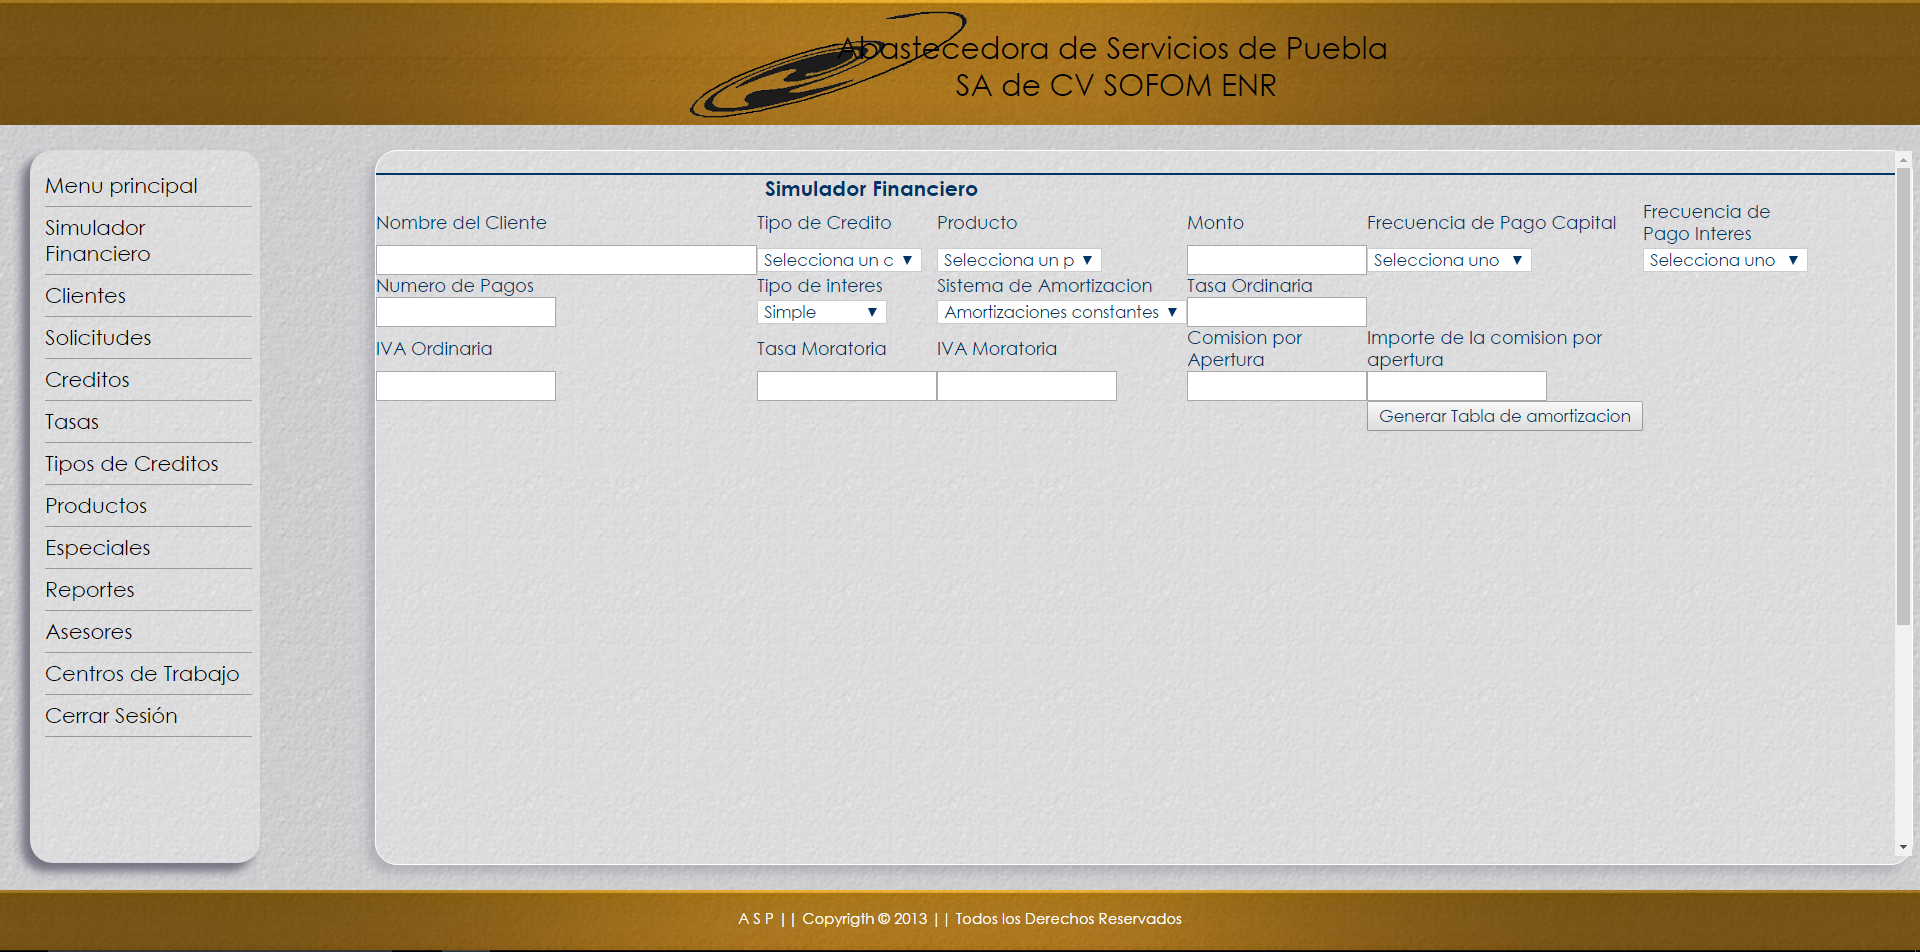 Abastecedora de Servicios de Puebla
SA de CV SOFOM ENR
Menu principal
Simulador
Financiero
Clientes
Solicitudes
Creditos
Tasas
Tipos de Creditos
Productos
Especiales
Reportes
Asesores
Centros de Trabajo
Cerrar Sesión
Simulador Financiero
Nombre del Cliente
Tipo de Credito
Producto
Monto
Frecuencia de Pago Capital
Frecuencia de
Pago Interes
Selecciona un c
Selecciona un p
Selecciona uno
Selecciona uno
Numero de Pagos
Tipo de interes
Sistema de Amortizacion
Tasa Ordinaria
Simple
Amortizaciones constantes
IVA Ordinaria
Tasa Moratoria
IVA Moratoria
Comision por
Apertura
Importe de la comision por
apertura
Generar Tabla de amortizacion
A S P || Copyrigth © 2013 || Todos los Derechos Reservados